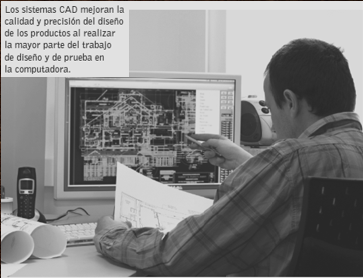 Los sistemas CAD mejoran la
calidad y precisión del diseño
de los productos al realizar
la mayor parte del trabajo
de diseño y de prueba en
la computadora.